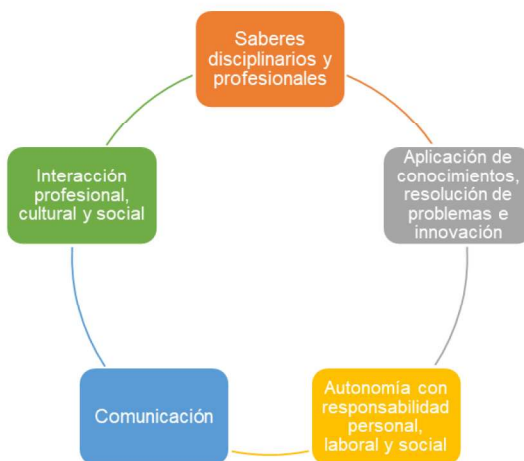 Saberes
disciplinarios y
profesionales
Aplicación de
conocimientos,
resolución de
problemas e
innovación
Autonomía con
responsabilidad
personal,
laboral y social
Comunicación
Interacción
profesional,
cultural y social